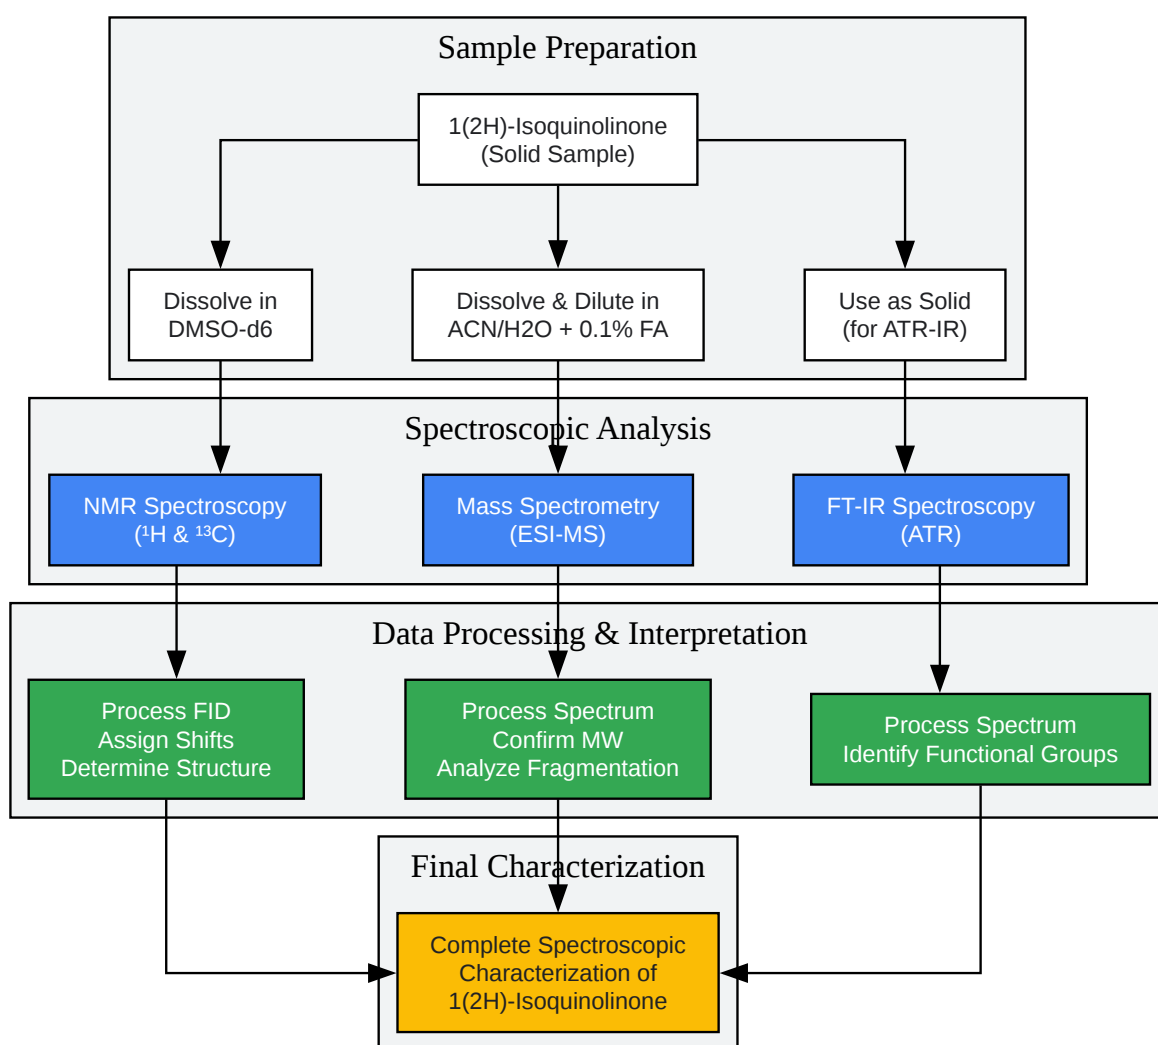 Sample Preparation
1(2H)-Isoquinolinone
(Solid Sample)
Dissolve in
DMSO-d6
Dissolve & Dilute in
ACN/H2O + 0.1% FA
Use as Solid
(for ATR-IR)
Spectroscopic Analysis
NMR Spectroscopy
(¹H & ¹³C)
Mass Spectrometry
(ESI-MS)
FT-IR Spectroscopy
(ATR)
Data Processing & Interpretation
Process FID
Assign Shifts
Determine Structure
Process Spectrum
Confirm MW
Analyze Fragmentation
Process Spectrum
Identify Functional Groups
Final Characterization
Complete Spectroscopic
Characterization of
1(2H)-Isoquinolinone